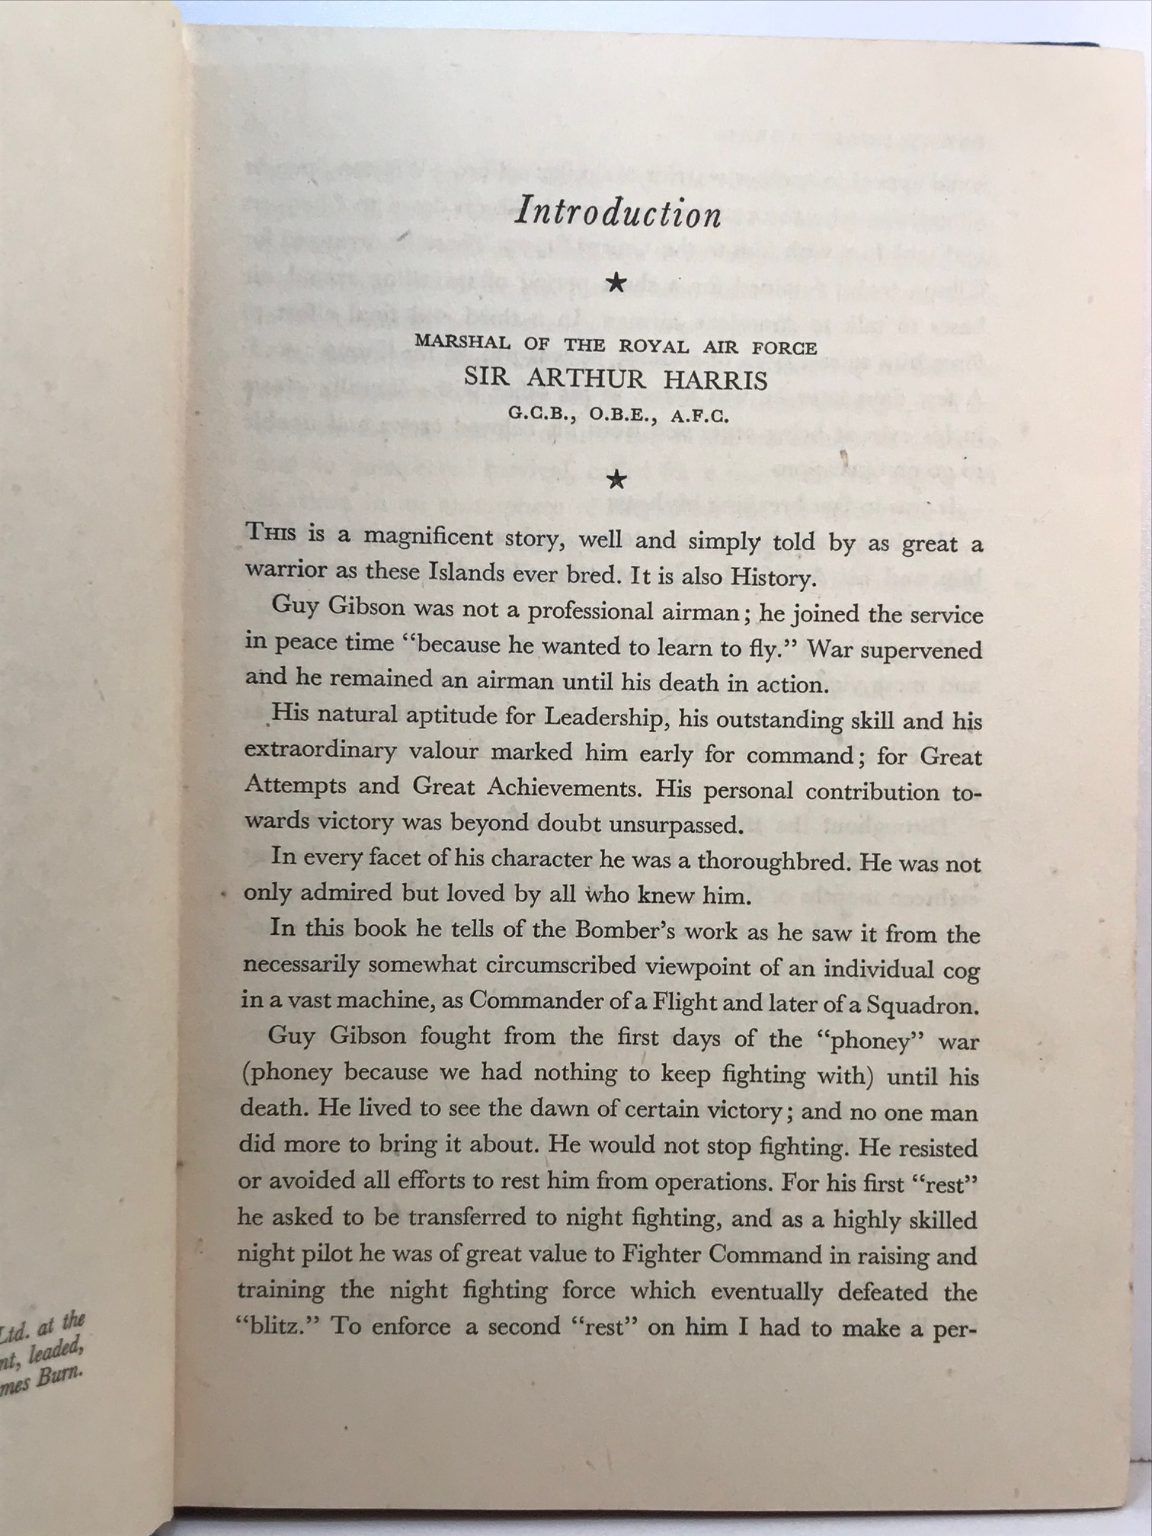 Introduction
★
MARSHAL OF THE ROYAL AIR FORCE
SIR ARTHUR HARRIS
G.C.B., O.B.E., A.F.C.
★
THIS is a magnificent story, well and simply told by as great a
warrior as these Islands ever bred. It is also History.
Guy Gibson was not a professional airman; he joined the service
in peace time “because he wanted to learn to fly.” War supervened
and he remained an airman until his death in action.
His natural aptitude for Leadership, his outstanding skill and his
extraordinary valour marked him early for command; for Great
Attempts and Great Achievements. His personal contribution to-
wards victory was beyond doubt unsurpassed.
In every facet of his character he was a thoroughbred. He was not
only admired but loved by all who knew him.
In this book he tells of the Bomber’s work as he saw it from the
necessarily somewhat circumscribed viewpoint of an individual cog
in a vast machine, as Commander of a Flight and later of a Squadron.
Guy Gibson fought from the first days of the “phoney” war
(phoney because we had nothing to keep fighting with) until his
death. He lived to see the dawn of certain victory; and no one man
did more to bring it about. He would not stop fighting. He resisted
or avoided all efforts to rest him from operations. For his first “rest”
he asked to be transferred to night fighting, and as a highly skilled
night pilot he was of great value to Fighter Command in raising and
training the night fighting force which eventually defeated the
“blitz.” To enforce a second “rest” on him I had to make a per-
Ltd. at the
nt, leaded,
mes Burn.